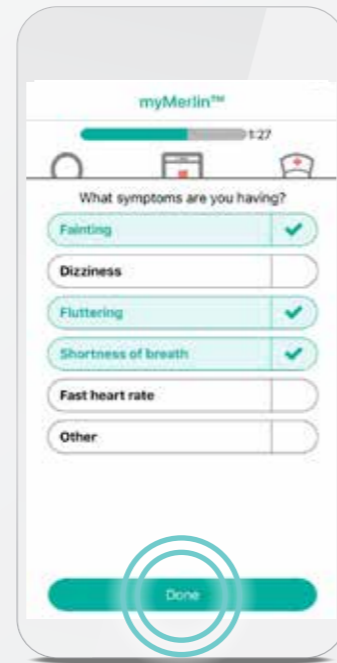 myMerlin™
1:27
What symptoms are you having?
Fainting
Dizziness
Fluttering
Shortness of breath
Fast heart rate
Other
Done